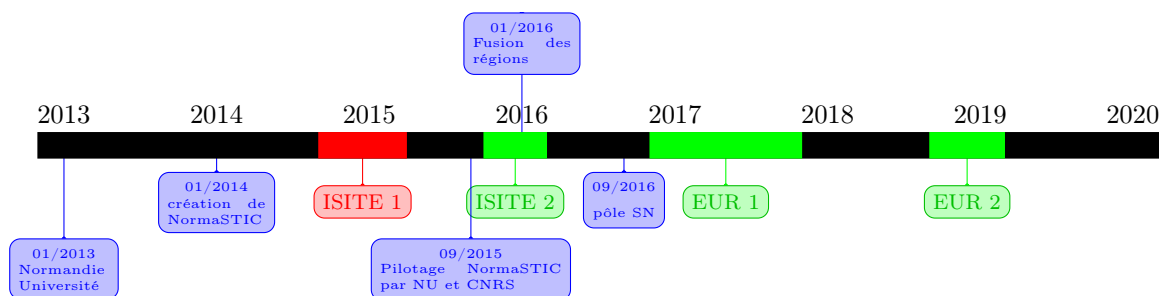 01/2016
Fusion des
régions
2013 2014 2015 2016 2017 2018 2019 2020
01/2014
création de
NormaSTIC
ISITE 1
ISITE 2
09/2016
pôle SN
EUR 1
EUR 2
01/2013
Normandie
Université
09/2015
Pilotage NormaSTIC
par NU et CNRS